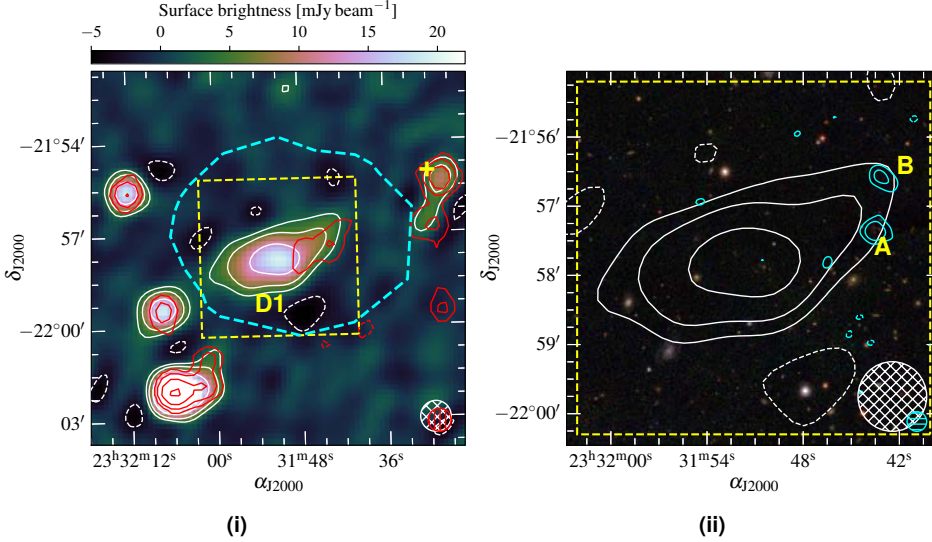 Surface brightness [mJy beam⁻¹]
−5 0 5 10 15 20
−21°54′
57′
−22°00′
03′
δJ2000
+
D1
23ʰ32ᵐ12ˢ 00ˢ 31ᵐ48ˢ 36ˢ
αJ2000
(i)
−21°56′
57′
58′
59′
−22°00′
δJ2000
B
A
23ʰ32ᵐ00ˢ 31ᵐ54ˢ 48ˢ 42ˢ
αJ2000
(ii)